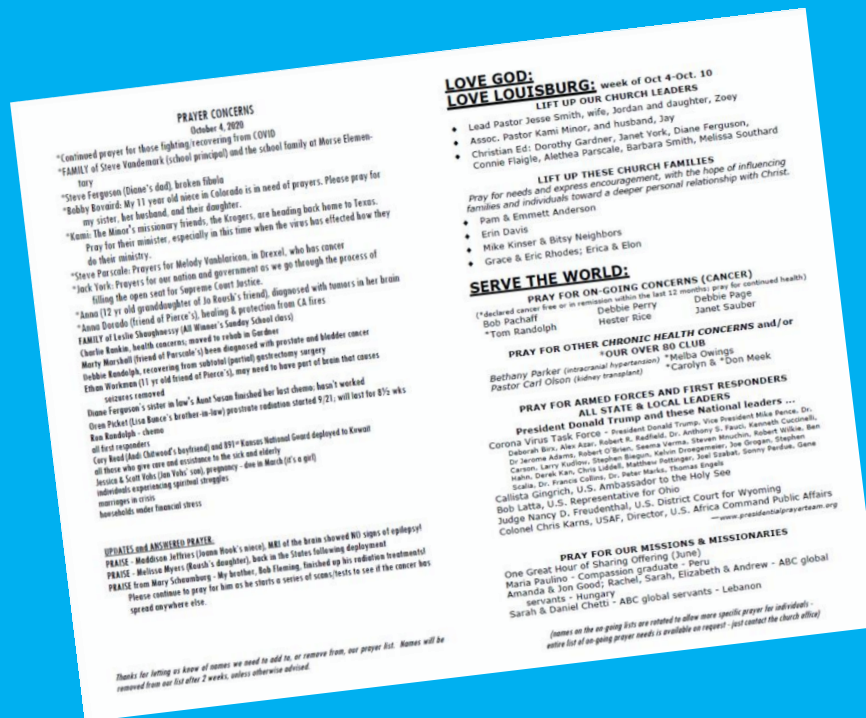 PRAYER CONCERNS
October 4, 2020
*Continued prayer for those fighting/recovering from COVID
*FAMILY of Steve Vandemark (school principal) and the school family at Morse Elemen-
tary
*Steve Ferguson (Diane's dad), broken fibula
*Bobby Bovaird: My 11 year old niece in Colorado is in need of prayers. Please pray for
my sister, her husband, and their daughter.
*Kami: The Minor's missionary friends, the Krogers, are heading back home to Texas.
Pray for their minister, especially in this time when the virus has effected how they
do their ministry.
*Steve Parscale: Prayers for Melody Vanblaricon, in Drexel, who has cancer
*Jack York: Prayers for our nation and government as we go through the process of
filling the open seat for Supreme Court Justice.
*Anna (12 yr old granddaughter of Jo Roush's friend), diagnosed with tumors in her brain
*Anna Dorado (friend of Pierce's), healing & protection from CA fires
FAMILY of Leslie Shaughnessy (All Winner's Sunday School class)
Charlie Rankin, health concerns; moved to rehab in Gardner
Marty Marshall (friend of Parscale's) been diagnosed with prostate and bladder cancer
Debbie Randolph, recovering from subtotal (partial) gastrectomy surgery
Ethan Workman (11 yr old friend of Pierce's), may need to have part of brain that causes
seizures removed
Diane Ferguson's sister in law's Aunt Susan finished her last chemo; hasn't worked
Oren Picket (Lisa Bunce's brother-in-law) prostrate radiation started 9/21; will last for 8½ wks
Ron Randolph - chemo
all first responders
Cory Road (Andi Chitwood's boyfriend) and 891st Kansas National Guard deployed to Kuwait
all those who give care and assistance to the sick and elderly
Jessica & Scott Vohs (Jan Vohs' son), pregnancy - due in March (it's a girl)
individuals experiencing spiritual struggles
marriages in crisis
households under financial stress
UPDATES and ANSWERED PRAYER:
PRAISE - Maddison Jeffries (Joann Hook's niece), MRI of the brain showed NO signs of epilepsy!
PRAISE - Melissa Myers (Roush's daughter), back in the States following deployment
PRAISE from Mary Schaumburg - My brother, Bob Fleming, finished up his radiation treatments!
Please continue to pray for him as he starts a series of scans/tests to see if the cancer has
spread anywhere else.
Thanks for letting us know of names we need to add to, or remove from, our prayer list. Names will be
removed from our list after 2 weeks, unless otherwise advised.
LOVE GOD:
LOVE LOUISBURG: week of Oct 4-Oct. 10
LIFT UP OUR CHURCH LEADERS
♦ Lead Pastor Jesse Smith, wife, Jordan and daughter, Zoey
♦ Assoc. Pastor Kami Minor, and husband, Jay
♦ Christian Ed: Dorothy Gardner, Janet York, Diane Ferguson,
Connie Flaigle, Alethea Parscale, Barbara Smith, Melissa Southard
LIFT UP THESE CHURCH FAMILIES
Pray for needs and express encouragement, with the hope of influencing
families and individuals toward a deeper personal relationship with Christ.
♦ Pam & Emmett Anderson
♦ Erin Davis
♦ Mike Kinser & Bitsy Neighbors
♦ Grace & Eric Rhodes; Erica & Elon
SERVE THE WORLD:
PRAY FOR ON-GOING CONCERNS (CANCER)
(*declared cancer free or in remission within the last 12 months; pray for continued health)
Bob Pachaff Debbie Perry Debbie Page
*Tom Randolph Hester Rice Janet Sauber
PRAY FOR OTHER CHRONIC HEALTH CONCERNS and/or
*OUR OVER 80 CLUB
Bethany Parker (intracranial hypertension) *Melba Owings
Pastor Carl Olson (kidney transplant) *Carolyn & *Don Meek
PRAY FOR ARMED FORCES AND FIRST RESPONDERS
ALL STATE & LOCAL LEADERS
President Donald Trump and these National leaders ...
Corona Virus Task Force - President Donald Trump, Vice President Mike Pence, Dr.
Deborah Birx, Alex Azar, Robert R. Redfield, Dr. Anthony S. Fauci, Kenneth Cuccinelli,
Dr Jerome Adams, Robert O'Brien, Seema Verma, Steven Mnuchin, Robert Wilkie, Ben
Carson, Larry Kudlow, Stephen Biegun, Kelvin Droegemeier, Joe Grogan, Stephen
Hahn, Derek Kan, Chris Liddell, Matthew Pottinger, Joel Szabat, Sonny Perdue, Gene
Scalia, Dr. Francis Collins, Dr. Peter Marks, Thomas Engels
Callista Gingrich, U.S. Ambassador to the Holy See
Bob Latta, U.S. Representative for Ohio
Judge Nancy D. Freudenthal, U.S. District Court for Wyoming
Colonel Chris Karns, USAF, Director, U.S. Africa Command Public Affairs
—www.presidentialprayerteam.org
PRAY FOR OUR MISSIONS & MISSIONARIES
One Great Hour of Sharing Offering (June)
Maria Paulino - Compassion graduate - Peru
Amanda & Jon Good; Rachel, Sarah, Elizabeth & Andrew - ABC global
servants - Hungary
Sarah & Daniel Chetti - ABC global servants - Lebanon
(names on the on-going lists are rotated to allow more specific prayer for individuals -
entire list of on-going prayer needs is available on request - just contact the church office)